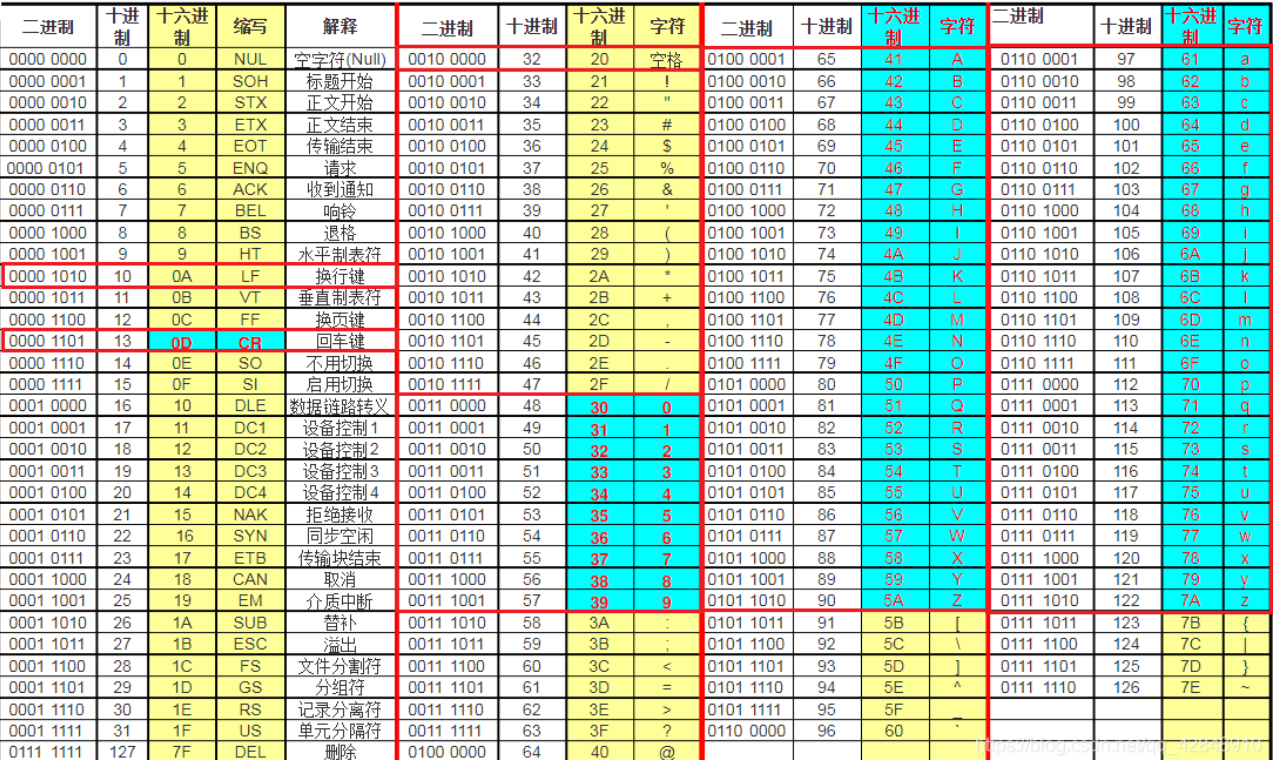 二进制 十进制 十六进制 缩写 解释 二进制 十进制 十六进制 字符 二进制 十进制 十六进制 字符 二进制 十进制 十六进制 字符
0000 0000 0 0 NUL 空字符(Null) 0010 0000 32 20 空格 0100 0001 65 41 A 0110 0001 97 61 a
0000 0001 1 1 SOH 标题开始 0010 0001 33 21 ! 0100 0010 66 42 B 0110 0010 98 62 b
0000 0010 2 2 STX 正文开始 0010 0010 34 22 " 0100 0011 67 43 C 0110 0011 99 63 c
0000 0011 3 3 ETX 正文结束 0010 0011 35 23 # 0100 0100 68 44 D 0110 0100 100 64 d
0000 0100 4 4 EOT 传输结束 0010 0100 36 24 $ 0100 0101 69 45 E 0110 0101 101 65 e
0000 0101 5 5 ENQ 请求 0010 0101 37 25 % 0100 0110 70 46 F 0110 0110 102 66 f
0000 0110 6 6 ACK 收到通知 0010 0110 38 26 & 0100 0111 71 47 G 0110 0111 103 67 g
0000 0111 7 7 BEL 响铃 0010 0111 39 27 ' 0100 1000 72 48 H 0110 1000 104 68 h
0000 1000 8 8 BS 退格 0010 1000 40 28 ( 0100 1001 73 49 I 0110 1001 105 69 i
0000 1001 9 9 HT 水平制表符 0010 1001 41 29 ) 0100 1010 74 4A J 0110 1010 106 6A j
0000 1010 10 0A LF 换行键 0010 1010 42 2A * 0100 1011 75 4B K 0110 1011 107 6B k
0000 1011 11 0B VT 垂直制表符 0010 1011 43 2B + 0100 1100 76 4C L 0110 1100 108 6C l
0000 1100 12 0C FF 换页键 0010 1100 44 2C , 0100 1101 77 4D M 0110 1101 109 6D m
0000 1101 13 0D CR 回车键 0010 1101 45 2D - 0100 1110 78 4E N 0110 1110 110 6E n
0000 1110 14 0E SO 不用切换 0010 1110 46 2E . 0100 1111 79 4F O 0110 1111 111 6F o
0000 1111 15 0F SI 启用切换 0010 1111 47 2F / 0101 0000 80 50 P 0111 0000 112 70 p
0001 0000 16 10 DLE 数据链路转义 0011 0000 48 30 0 0101 0001 81 51 Q 0111 0001 113 71 q
0001 0001 17 11 DC1 设备控制1 0011 0001 49 31 1 0101 0010 82 52 R 0111 0010 114 72 r
0001 0010 18 12 DC2 设备控制2 0011 0010 50 32 2 0101 0011 83 53 S 0111 0011 115 73 s
0001 0011 19 13 DC3 设备控制3 0011 0011 51 33 3 0101 0100 84 54 T 0111 0100 116 74 t
0001 0100 20 14 DC4 设备控制4 0011 0100 52 34 4 0101 0101 85 55 U 0111 0101 117 75 u
0001 0101 21 15 NAK 拒绝接收 0011 0101 53 35 5 0101 0110 86 56 V 0111 0110 118 76 v
0001 0110 22 16 SYN 同步空闲 0011 0110 54 36 6 0101 0111 87 57 W 0111 0111 119 77 w
0001 0111 23 17 ETB 传输块结束 0011 0111 55 37 7 0101 1000 88 58 X 0111 1000 120 78 x
0001 1000 24 18 CAN 取消 0011 1000 56 38 8 0101 1001 89 59 Y 0111 1001 121 79 y
0001 1001 25 19 EM 介质中断 0011 1001 57 39 9 0101 1010 90 5A Z 0111 1010 122 7A z
0001 1010 26 1A SUB 替补 0011 1010 58 3A : 0101 1011 91 5B [ 0111 1011 123 7B {
0001 1011 27 1B ESC 溢出 0011 1011 59 3B ; 0101 1100 92 5C \ 0111 1100 124 7C |
0001 1100 28 1C FS 文件分割符 0011 1100 60 3C < 0101 1101 93 5D ] 0111 1101 125 7D }
0001 1101 29 1D GS 分组符 0011 1101 61 3D = 0101 1110 94 5E ^ 0111 1110 126 7E ~
0001 1110 30 1E RS 记录分离符 0011 1110 62 3E > 0101 1111 95 5F _
0001 1111 31 1F US 单元分隔符 0011 1111 63 3F ? 0110 0000 96 60 `
0111 1111 127 7F DEL 删除 0100 0000 64 40 @
https://blog.csdn.net/qq_42843910